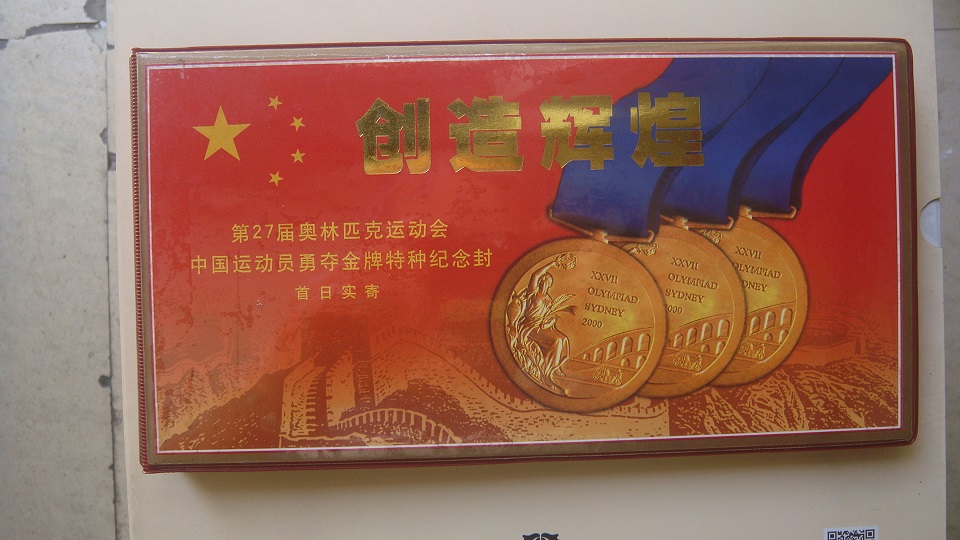 创造辉煌
第27届奥林匹克运动会
中国运动员勇夺金牌特种纪念封
首日实寄
XXVII
OLYMPIAD
SYDNEY
2000
XXVII
OLYMPIAD
SYDNEY
2000
XXVII
OLYMPIAD
SYDNEY